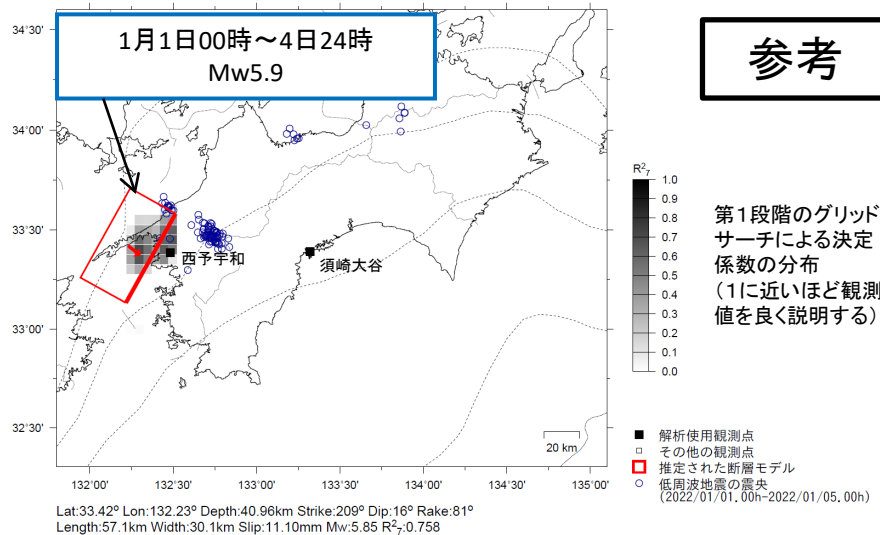 1月1日00時~4日24時
Mw5.9
参考
34°30'
34°00'
33°30'
33°00'
32°30'
132°00'
132°30'
133°00'
133°30'
134°00'
134°30'
135°00'
西予宇和
須崎大谷
20 km
R²₇
1.0
0.9
0.8
0.7
0.6
0.5
0.4
0.3
0.2
0.1
0.0
第1段階のグリッド
サーチによる決定
係数の分布
(1に近いほど観測
値を良く説明する)
解析使用観測点
その他の観測点
推定された断層モデル
低周波地震の震央
(2022/01/01.00h-2022/01/05.00h)
Lat:33.42º Lon:132.23º Depth:40.96km Strike:209º Dip:16º Rake:81º
Length:57.1km Width:30.1km Slip:11.10mm Mw:5.85 R²₇:0.758